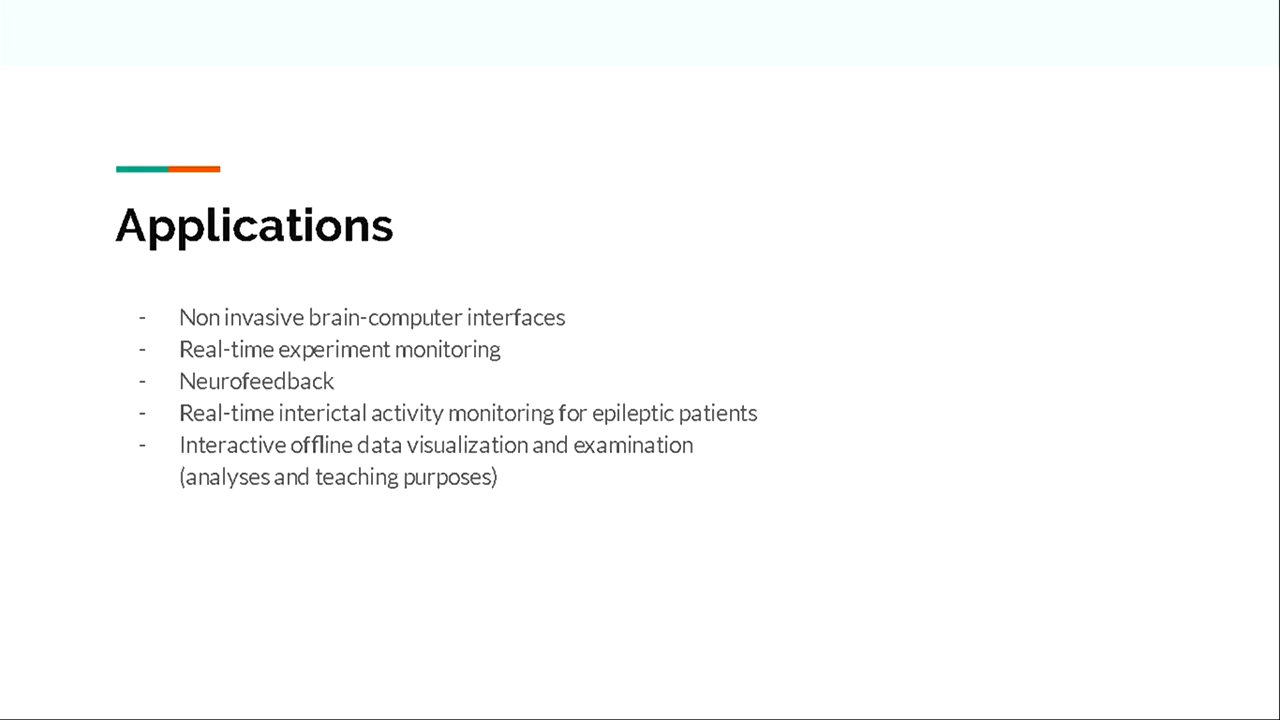 Applications
- Non invasive brain-computer interfaces
- Real-time experiment monitoring
- Neurofeedback
- Real-time interictal activity monitoring for epileptic patients
- Interactive offline data visualization and examination
(analyses and teaching purposes)